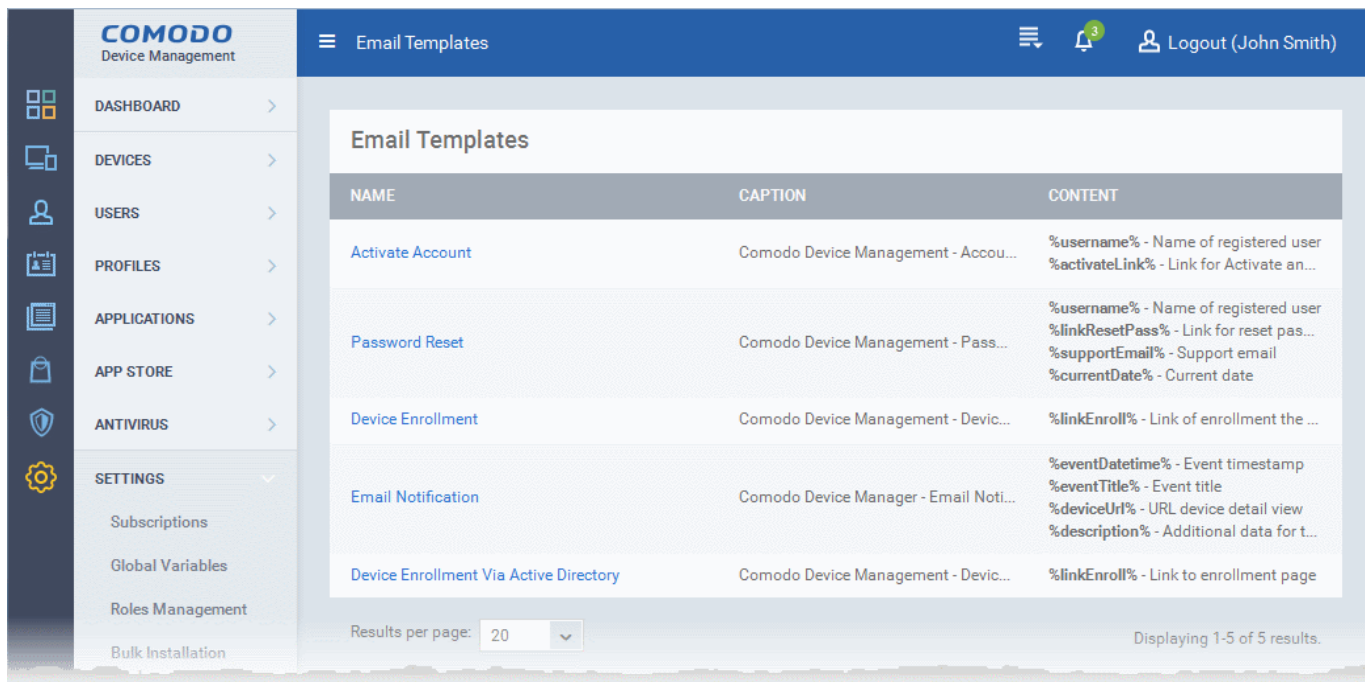 COMODO
Device Management
Email Templates
3
Logout (John Smith)
DASHBOARD
DEVICES
USERS
PROFILES
APPLICATIONS
APP STORE
ANTIVIRUS
SETTINGS
Subscriptions
Global Variables
Roles Management
Bulk Installation
Email Templates
NAME CAPTION CONTENT
Activate Account Comodo Device Management - Accou... %username% - Name of registered user
%activateLink% - Link for Activate an...
%username% - Name of registered user
%linkResetPass% - Link for reset pas...
Password Reset Comodo Device Management - Pass...
%supportEmail% - Support email
%currentDate% - Current date
Device Enrollment Comodo Device Management - Devic... %linkEnroll% - Link of enrollment the ...
%eventDatetime% - Event timestamp
%eventTitle% - Event title
Email Notification Comodo Device Manager - Email Noti...
%deviceUrl% - URL device detail view
%description% - Additional data for t...
Device Enrollment Via Active Directory Comodo Device Management - Devic... %linkEnroll% - Link to enrollment page
Results per page: 20
Displaying 1-5 of 5 results.